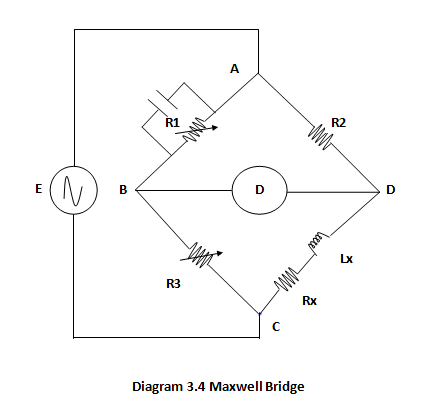 A
R1
R2
E
B
D
D
Lx
R3
Rx
C
Diagram 3.4 Maxwell Bridge